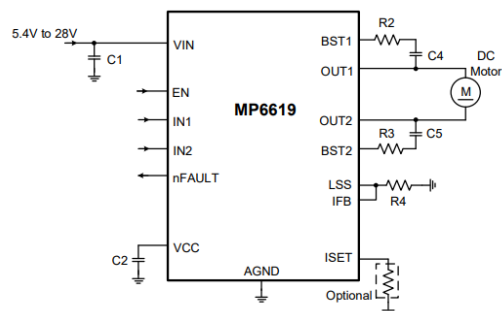 5.4V to 28V
C1
VIN
EN
IN1
IN2
nFAULT
C2
VCC
AGND
MP6619
BST1
R2
C4
OUT1
DC
Motor
M
OUT2
R3
C5
BST2
LSS
IFB
R4
ISET
Optional